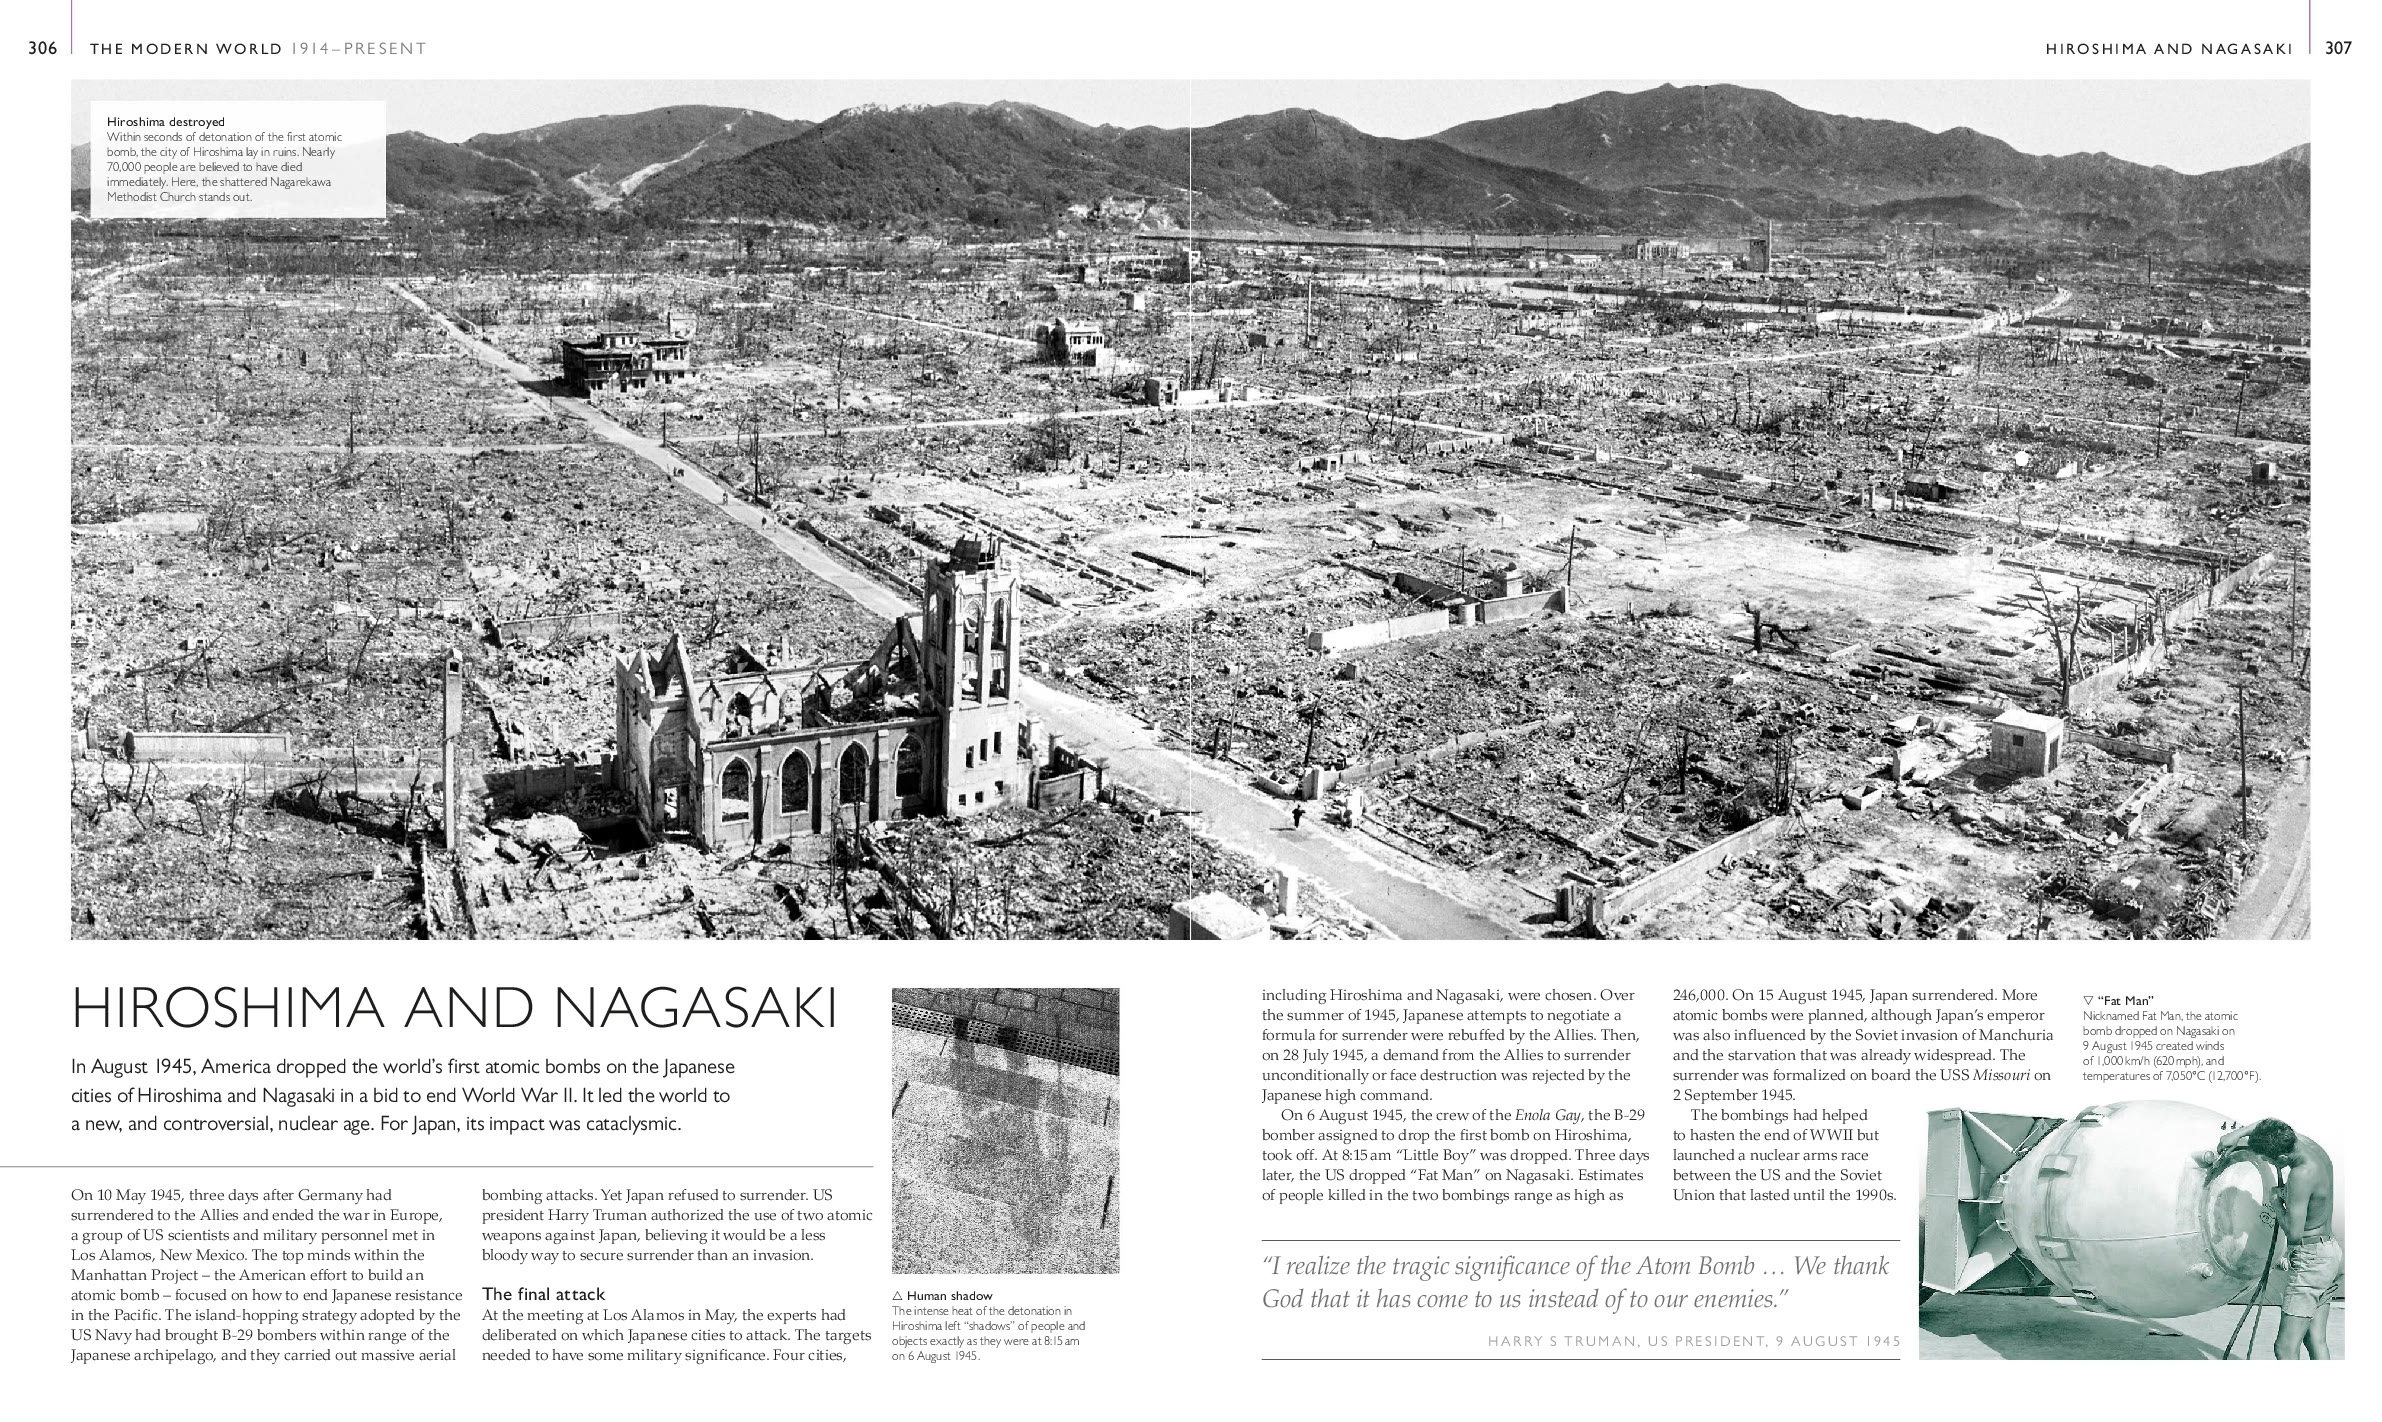 306
THE MODERN WORLD 1914–PRESENT
HIROSHIMA AND NAGASAKI
307
Hiroshima destroyed
Within seconds of detonation of the first atomic
bomb, the city of Hiroshima lay in ruins. Nearly
70,000 people are believed to have died
immediately. Here, the shattered Nagarekawa
Methodist Church stands out.
HIROSHIMA AND NAGASAKI
In August 1945, America dropped the world’s first atomic bombs on the Japanese
cities of Hiroshima and Nagasaki in a bid to end World War II. It led the world to
a new, and controversial, nuclear age. For Japan, its impact was cataclysmic.
On 10 May 1945, three days after Germany had
surrendered to the Allies and ended the war in Europe,
a group of US scientists and military personnel met in
Los Alamos, New Mexico. The top minds within the
Manhattan Project – the American effort to build an
atomic bomb – focused on how to end Japanese resistance
in the Pacific. The island-hopping strategy adopted by the
US Navy had brought B-29 bombers within range of the
Japanese archipelago, and they carried out massive aerial
bombing attacks. Yet Japan refused to surrender. US
president Harry Truman authorized the use of two atomic
weapons against Japan, believing it would be a less
bloody way to secure surrender than an invasion.
The final attack
At the meeting at Los Alamos in May, the experts had
deliberated on which Japanese cities to attack. The targets
needed to have some military significance. Four cities,
△ Human shadow
The intense heat of the detonation in
Hiroshima left “shadows” of people and
objects exactly as they were at 8:15 am
on 6 August 1945.
including Hiroshima and Nagasaki, were chosen. Over
the summer of 1945, Japanese attempts to negotiate a
formula for surrender were rebuffed by the Allies. Then,
on 28 July 1945, a demand from the Allies to surrender
unconditionally or face destruction was rejected by the
Japanese high command.
On 6 August 1945, the crew of the Enola Gay, the B-29
bomber assigned to drop the first bomb on Hiroshima,
took off. At 8:15 am “Little Boy” was dropped. Three days
later, the US dropped “Fat Man” on Nagasaki. Estimates
of people killed in the two bombings range as high as
246,000. On 15 August 1945, Japan surrendered. More
atomic bombs were planned, although Japan’s emperor
was also influenced by the Soviet invasion of Manchuria
and the starvation that was already widespread. The
surrender was formalized on board the USS Missouri on
2 September 1945.
The bombings had helped
to hasten the end of WWII but
launched a nuclear arms race
between the US and the Soviet
Union that lasted until the 1990s.
“I realize the tragic significance of the Atom Bomb … We thank
God that it has come to us instead of to our enemies.”
HARRY S TRUMAN, US PRESIDENT, 9 AUGUST 1945
▽ “Fat Man”
Nicknamed Fat Man, the atomic
bomb dropped on Nagasaki on
9 August 1945 created winds
of 1,000 km/h (620 mph), and
temperatures of 7,050°C (12,700°F).